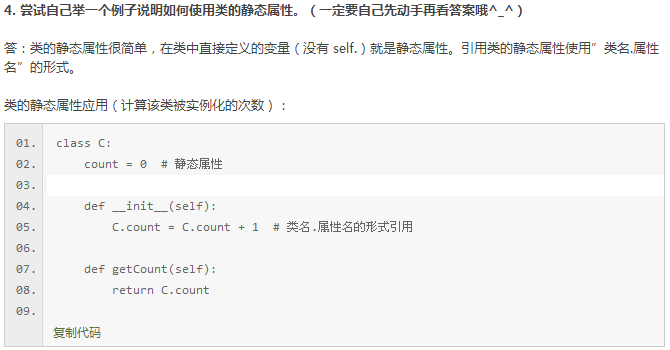 4. 尝试自己举一个例子说明如何使用类的静态属性。（一定要自己先动手再看答案哦^_^）
答：类的静态属性很简单，在类中直接定义的变量（没有 self.）就是静态属性。引用类的静态属性使用”类名.属性
名”的形式。
类的静态属性应用（计算该类被实例化的次数）：
01. class C:
02.     count = 0  # 静态属性
03.
04.     def __init__(self):
05.         C.count = C.count + 1  # 类名.属性名的形式引用
06.
07.     def getCount(self):
08.         return C.count
09.
复制代码